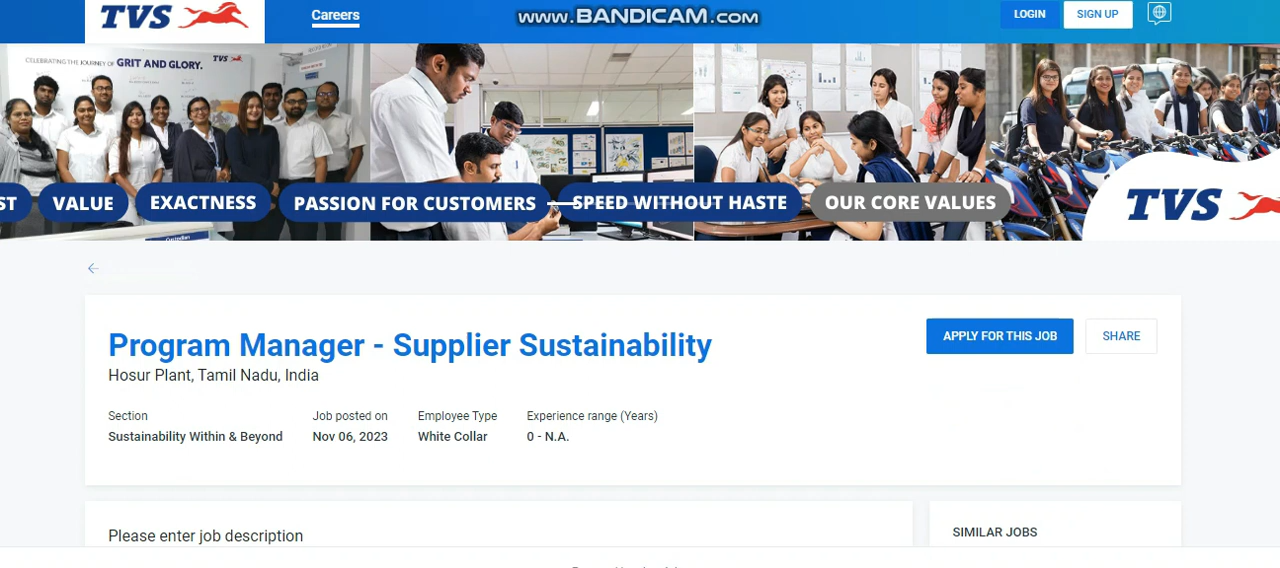 TVS
Careers
www.BANDICAM.com
LOGIN
SIGN UP
CELEBRATING THE JOURNEY OF GRIT AND GLORY.
TVS
ST
VALUE
EXACTNESS
PASSION FOR CUSTOMERS
SPEED WITHOUT HASTE
OUR CORE VALUES
TVS
Custodian
←
Program Manager - Supplier Sustainability
APPLY FOR THIS JOB
SHARE
Hosur Plant, Tamil Nadu, India
Section
Job posted on
Employee Type
Experience range (Years)
Sustainability Within & Beyond
Nov 06, 2023
White Collar
0 - N.A.
Please enter job description
SIMILAR JOBS